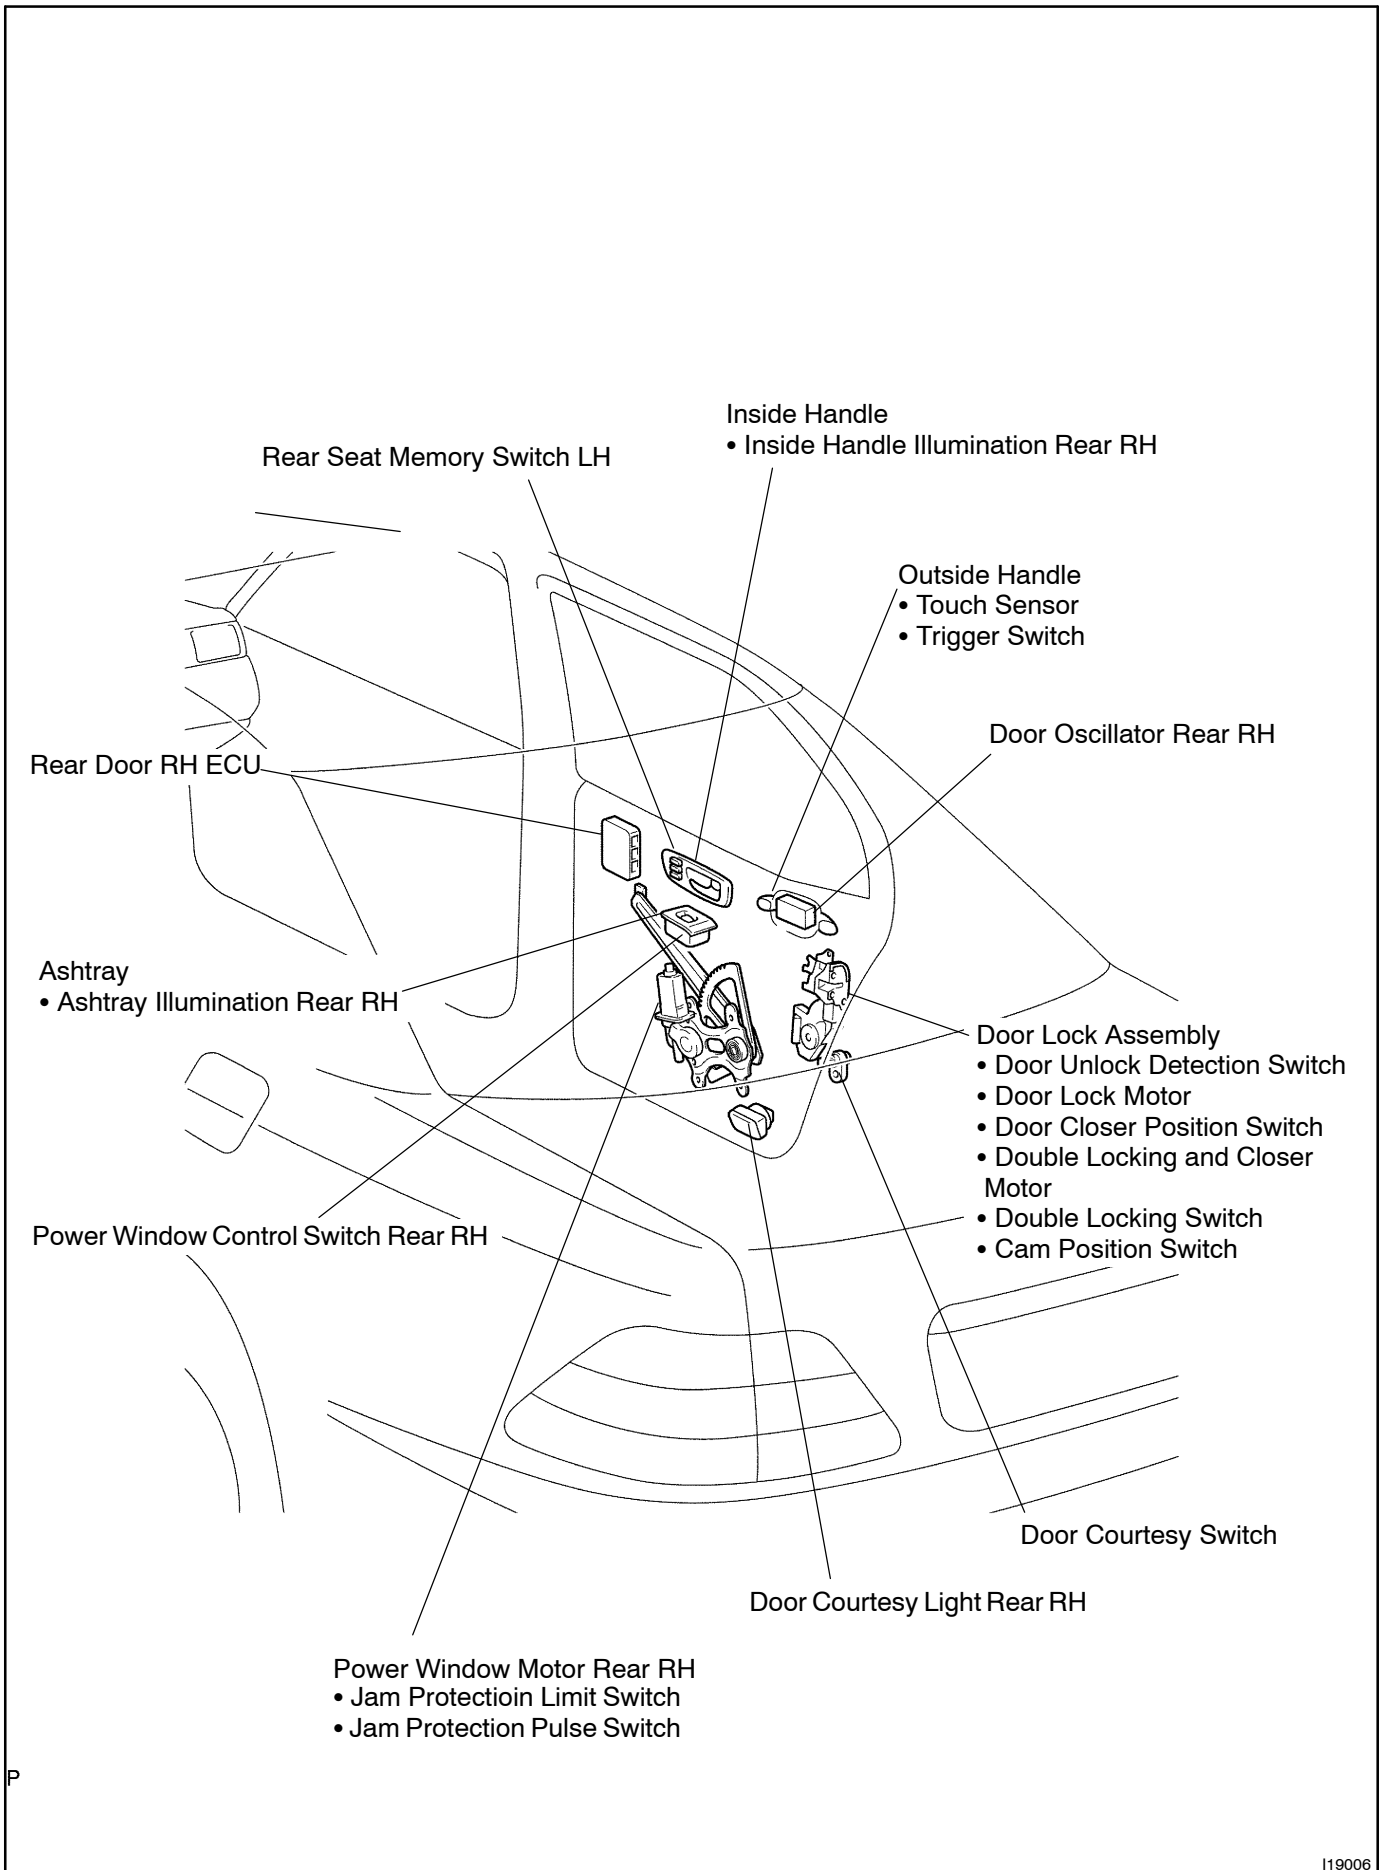 Inside Handle
• Inside Handle Illumination Rear RH
Rear Seat Memory Switch LH
Outside Handle
• Touch Sensor
• Trigger Switch
Door Oscillator Rear RH
Rear Door RH ECU
Ashtray
• Ashtray Illumination Rear RH
Door Lock Assembly
• Door Unlock Detection Switch
• Door Lock Motor
• Door Closer Position Switch
• Double Locking and Closer
Motor
• Double Locking Switch
• Cam Position Switch
Power Window Control Switch Rear RH
Door Courtesy Switch
Door Courtesy Light Rear RH
Power Window Motor Rear RH
• Jam Protectioin Limit Switch
• Jam Protection Pulse Switch
P
I19006